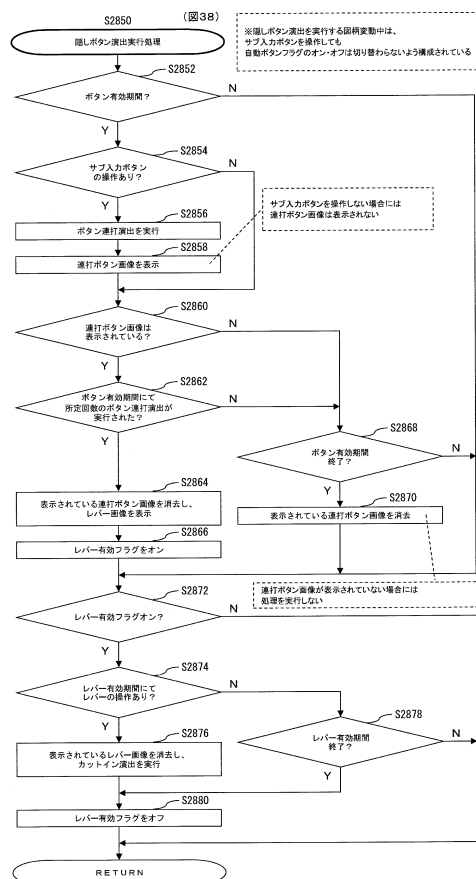 S2850
（図38）
隠しボタン演出実行処理
※隠しボタン演出を実行する図柄変動中は、
サブ入力ボタンを操作しても
自動ボタンフラグのオン・オフは切り替わらないよう構成されている
S2852
ボタン有効期間？
N
Y
S2854
サブ入力ボタン
の操作あり？
N
Y
S2856
ボタン連打演出を実行
サブ入力ボタンを操作しない場合には
連打ボタン画像は表示されない
S2858
連打ボタン画像を表示
S2860
連打ボタン画像は
表示されている？
N
Y
S2862
ボタン有効期間にて
所定回数のボタン連打演出が
実行された？
N
Y
S2868
ボタン有効期間
終了？
N
Y
S2864
表示されている連打ボタン画像を消去し、
レバー画像を表示
S2870
表示されている連打ボタン画像を消去
S2866
レバー有効フラグをオン
連打ボタン画像が表示されていない場合には
処理を実行しない
S2872
レバー有効フラグオン？
N
Y
S2874
レバー有効期間にて
レバーの操作あり？
N
Y
S2878
レバー有効期間
終了？
N
Y
S2876
表示されているレバー画像を消去し、
カットイン演出を実行
S2880
レバー有効フラグをオフ
RETURN